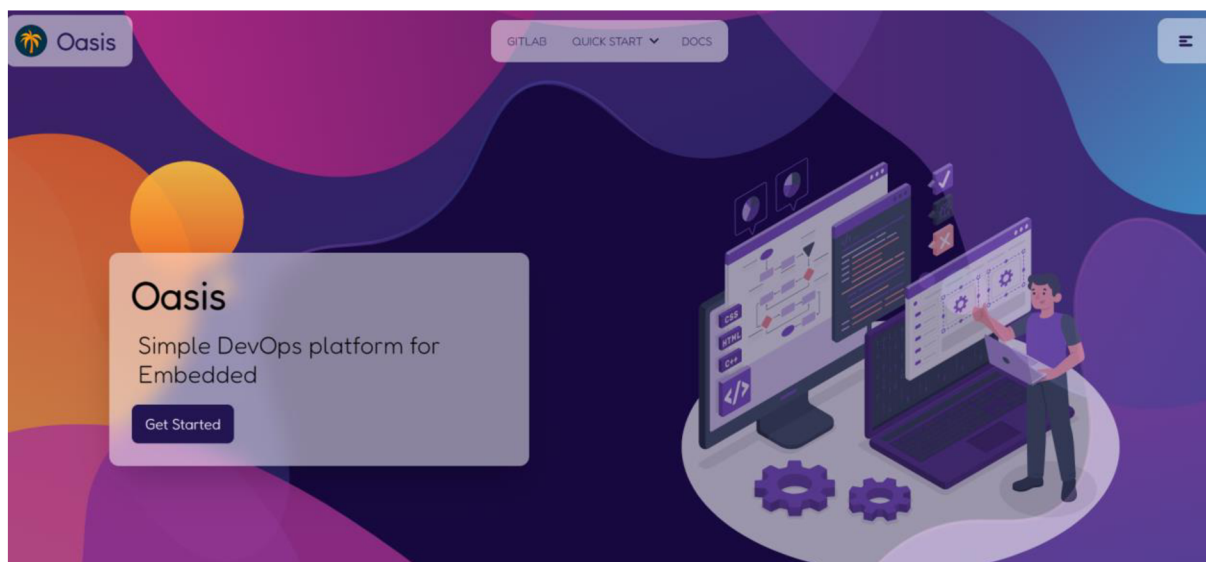 Oasis
GITLAB QUICK START DOCS
Oasis
Simple DevOps platform for
Embedded
Get Started
CSS
HTML
C++
</>